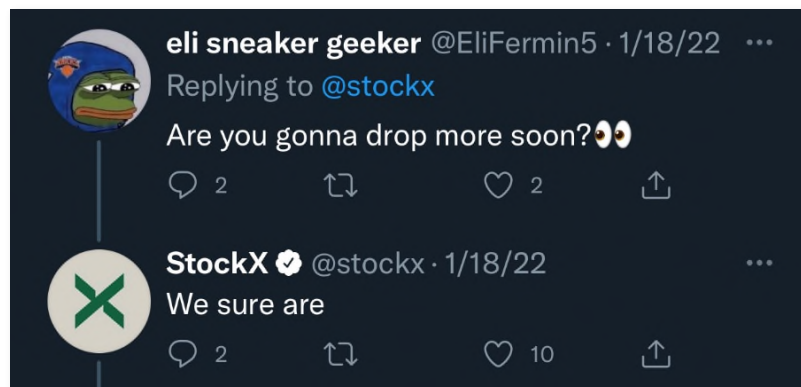 eli sneaker geeker @EliFermin5 · 1/18/22 ...
Replying to @stockx
Are you gonna drop more soon?👀
2 2
StockX @stockx · 1/18/22 ...
We sure are
2 10